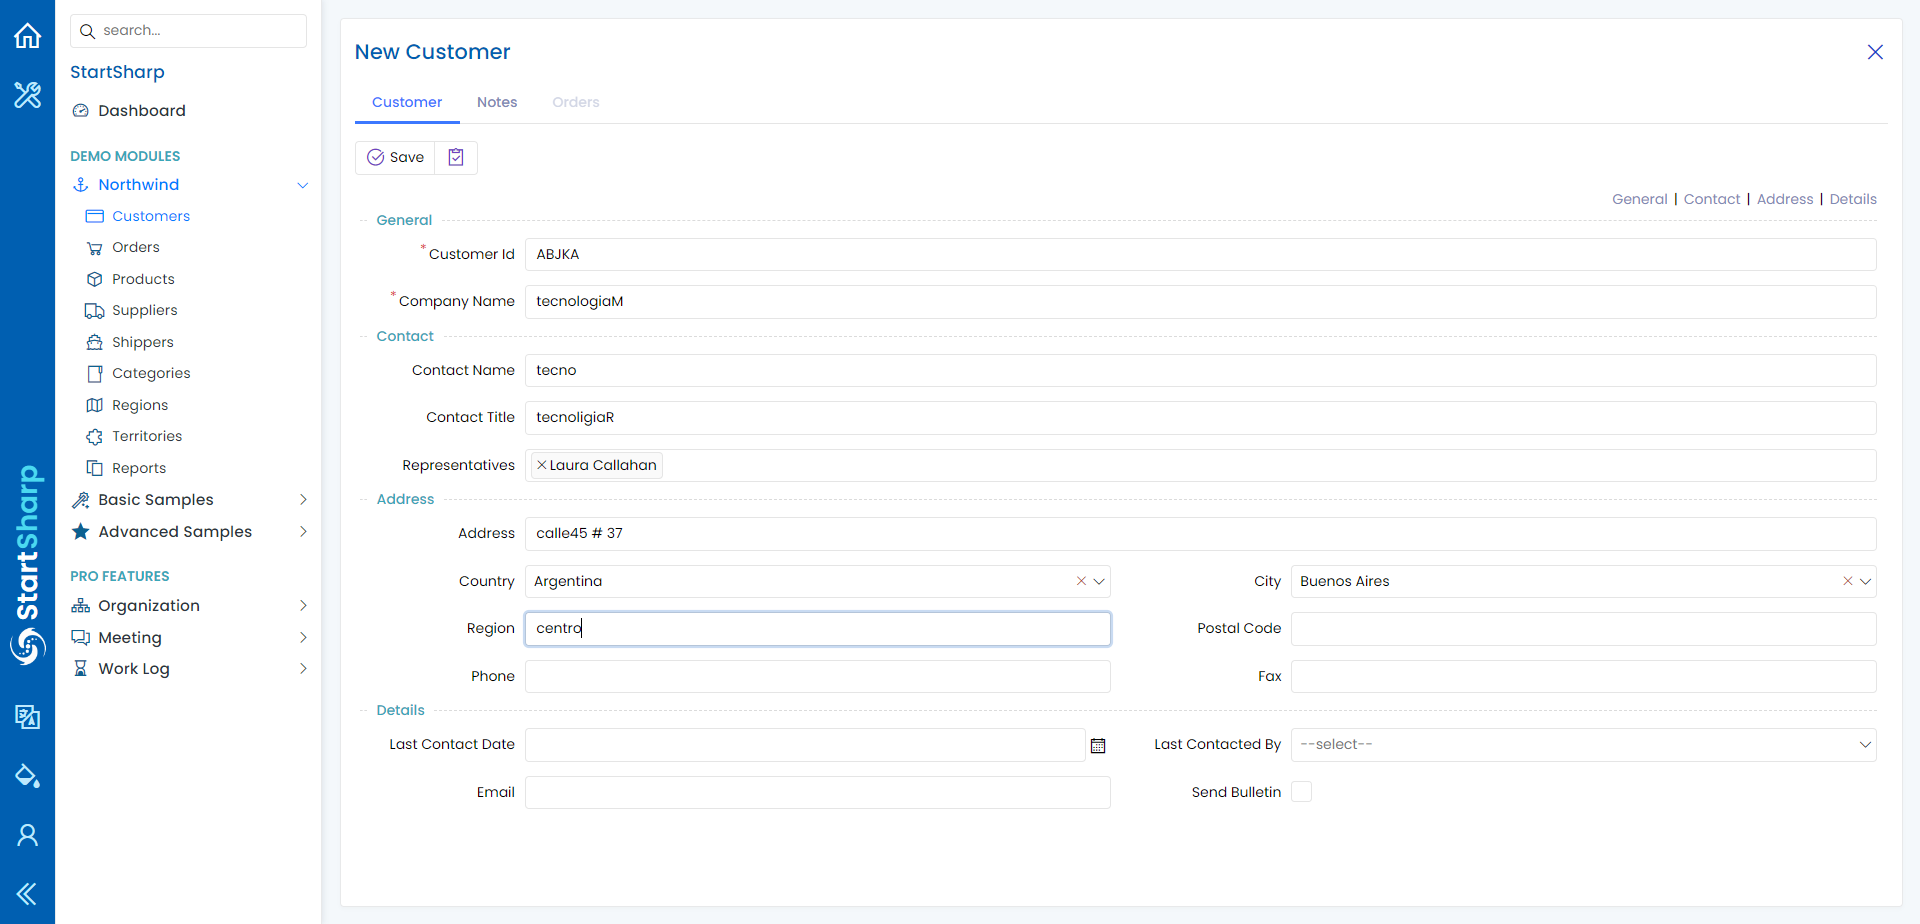 search...
StartSharp
Dashboard
DEMO MODULES
Northwind
Customers
Orders
Products
Suppliers
Shippers
Categories
Regions
Territories
Reports
Basic Samples
Advanced Samples
PRO FEATURES
Organization
Meeting
Work Log
StartSharp
New Customer
Customer Notes Orders
Save
General | Contact | Address | Details
General
* Customer Id ABJKA
* Company Name tecnologiaM
Contact
Contact Name tecno
Contact Title tecnoligiaR
Representatives Laura Callahan
Address
Address calle45 # 37
Country Argentina City Buenos Aires
Region centro Postal Code
Phone Fax
Details
Last Contact Date Last Contacted By --select--
Email Send Bulletin